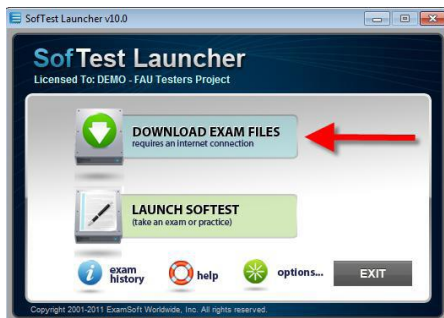 SofTest Launcher v10.0
SofTest Launcher
Licensed To: DEMO - FAU Testers Project
DOWNLOAD EXAM FILES
requires an internet connection
LAUNCH SOFTEST
(take an exam or practice)
exam
history
help
options...
EXIT
Copyright 2001-2011 ExamSoft Worldwide, Inc. All rights reserved.